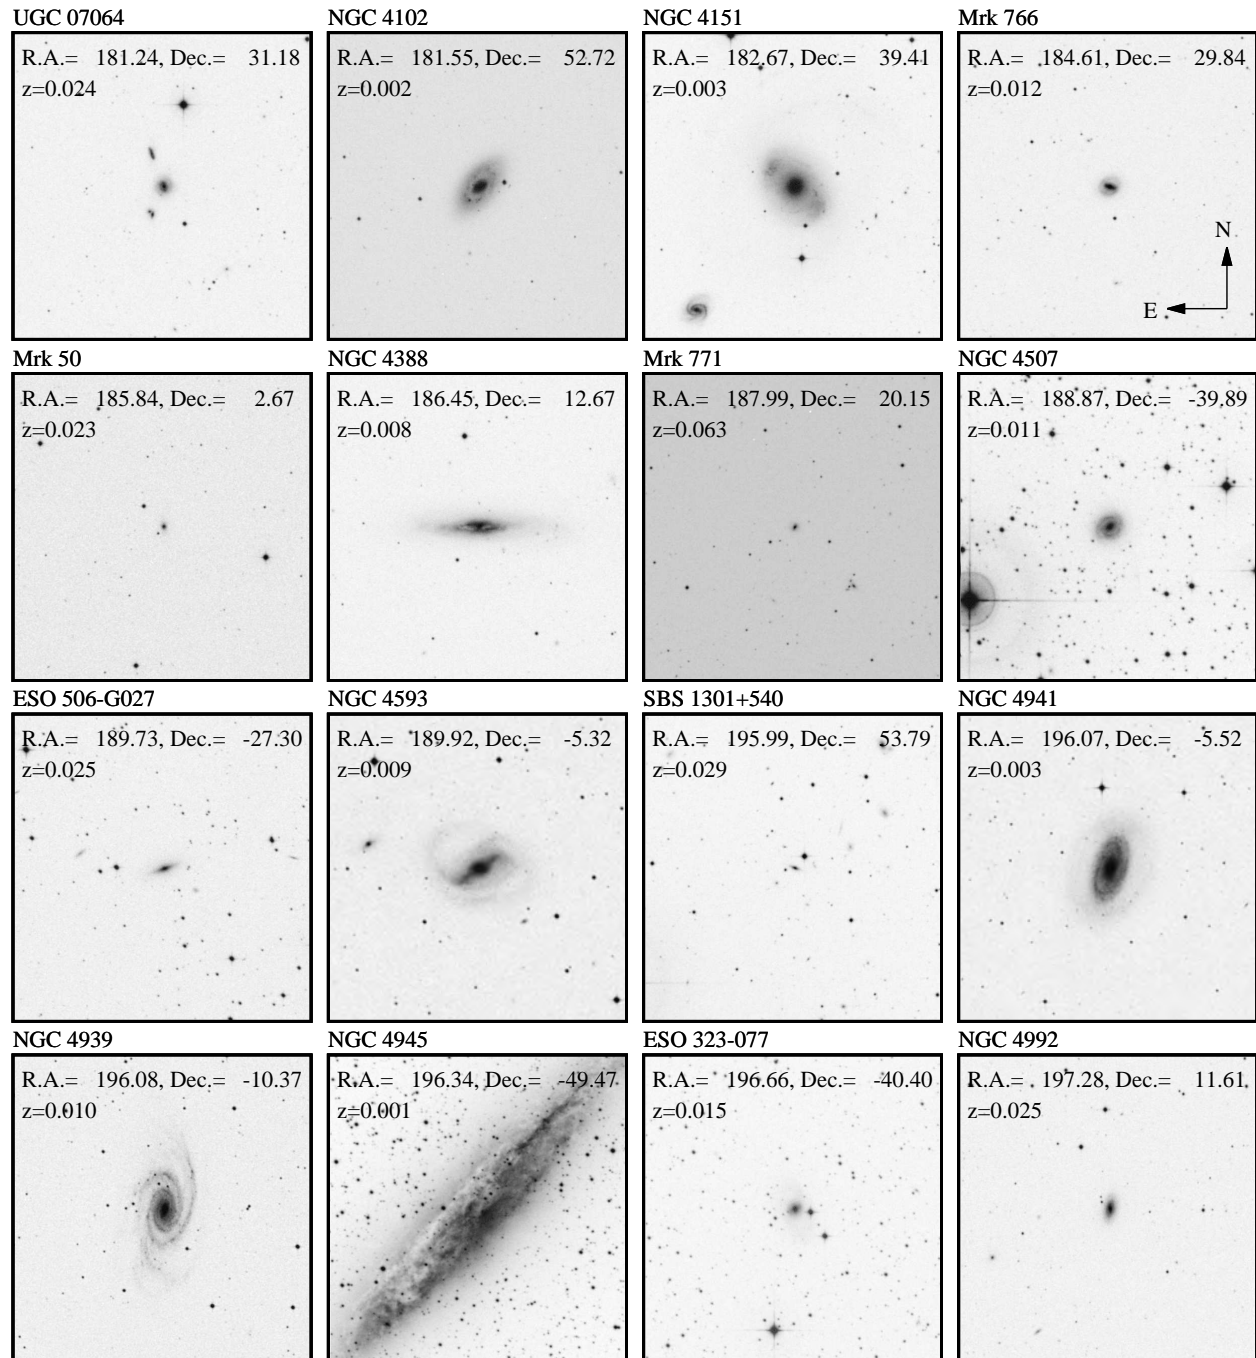 UGC 07064
R.A.= 181.24, Dec.= 31.18
z=0.024
NGC 4102
R.A.= 181.55, Dec.= 52.72
z=0.002
NGC 4151
R.A.= 182.67, Dec.= 39.41
z=0.003
Mrk 766
R.A.= 184.61, Dec.= 29.84
z=0.012
N
E
Mrk 50
R.A.= 185.84, Dec.= 2.67
z=0.023
NGC 4388
R.A.= 186.45, Dec.= 12.67
z=0.008
Mrk 771
R.A.= 187.99, Dec.= 20.15
z=0.063
NGC 4507
R.A.= 188.87, Dec.= -39.89
z=0.011
ESO 506-G027
R.A.= 189.73, Dec.= -27.30
z=0.025
NGC 4593
R.A.= 189.92, Dec.= -5.32
z=0.009
SBS 1301+540
R.A.= 195.99, Dec.= 53.79
z=0.029
NGC 4941
R.A.= 196.07, Dec.= -5.52
z=0.003
NGC 4939
R.A.= 196.08, Dec.= -10.37
z=0.010
NGC 4945
R.A.= 196.34, Dec.= -49.47
z=0.001
ESO 323-077
R.A.= 196.66, Dec.= -40.40
z=0.015
NGC 4992
R.A.= 197.28, Dec.= 11.61
z=0.025